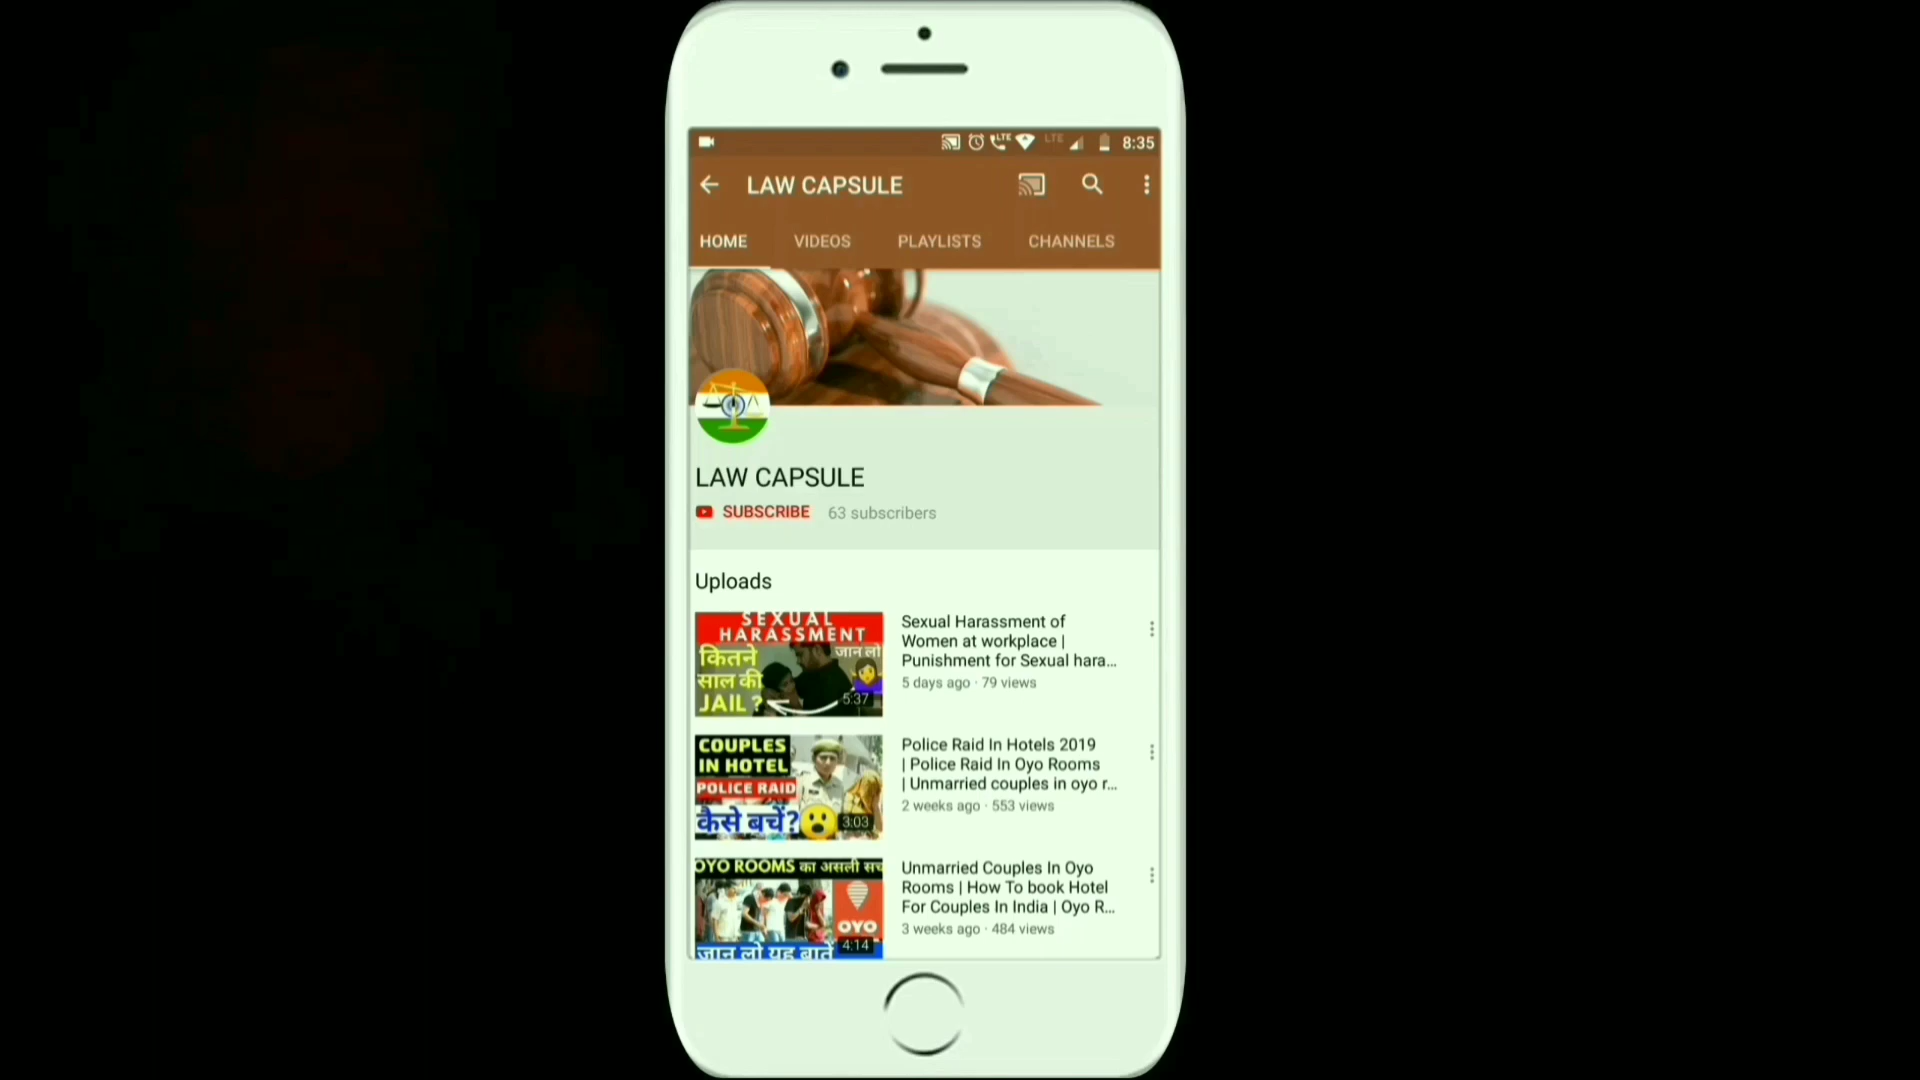 LTE LTE 8:35
LAW CAPSULE
HOME VIDEOS PLAYLISTS CHANNELS
LAW CAPSULE
SUBSCRIBE 63 subscribers
Uploads
SEXUAL
HARASSMENT
कितने जान लो
साल की
JAIL ?
5:37
Sexual Harassment of
Women at workplace |
Punishment for Sexual hara...
5 days ago · 79 views
COUPLES
IN HOTEL
POLICE RAID
कैसे बचें?
3:03
Police Raid In Hotels 2019
| Police Raid In Oyo Rooms
| Unmarried couples in oyo r...
2 weeks ago · 553 views
OYO ROOMS का असली सच
OYO
4:14
जान लो यह बातें
Unmarried Couples In Oyo
Rooms | How To book Hotel
For Couples In India | Oyo R...
3 weeks ago · 484 views